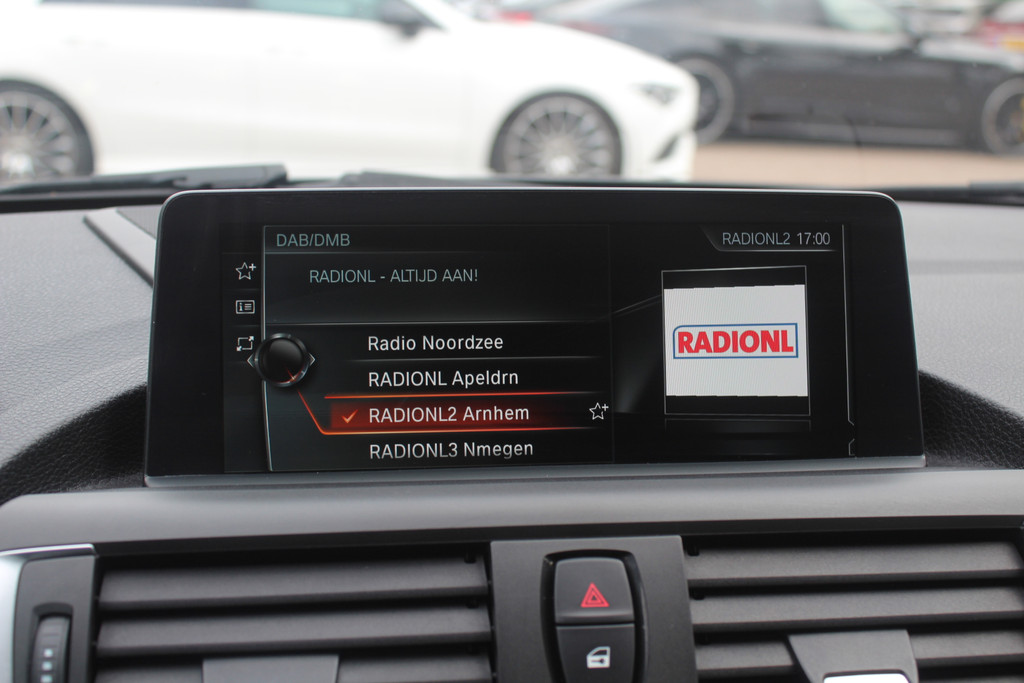 DAB/DMB
RADIONL2 17:00
RADIONL - ALTIJD AAN!
Radio Noordzee
RADIONL Apeldrn
RADIONL2 Arnhem
RADIONL3 Nmegen
RADIONL